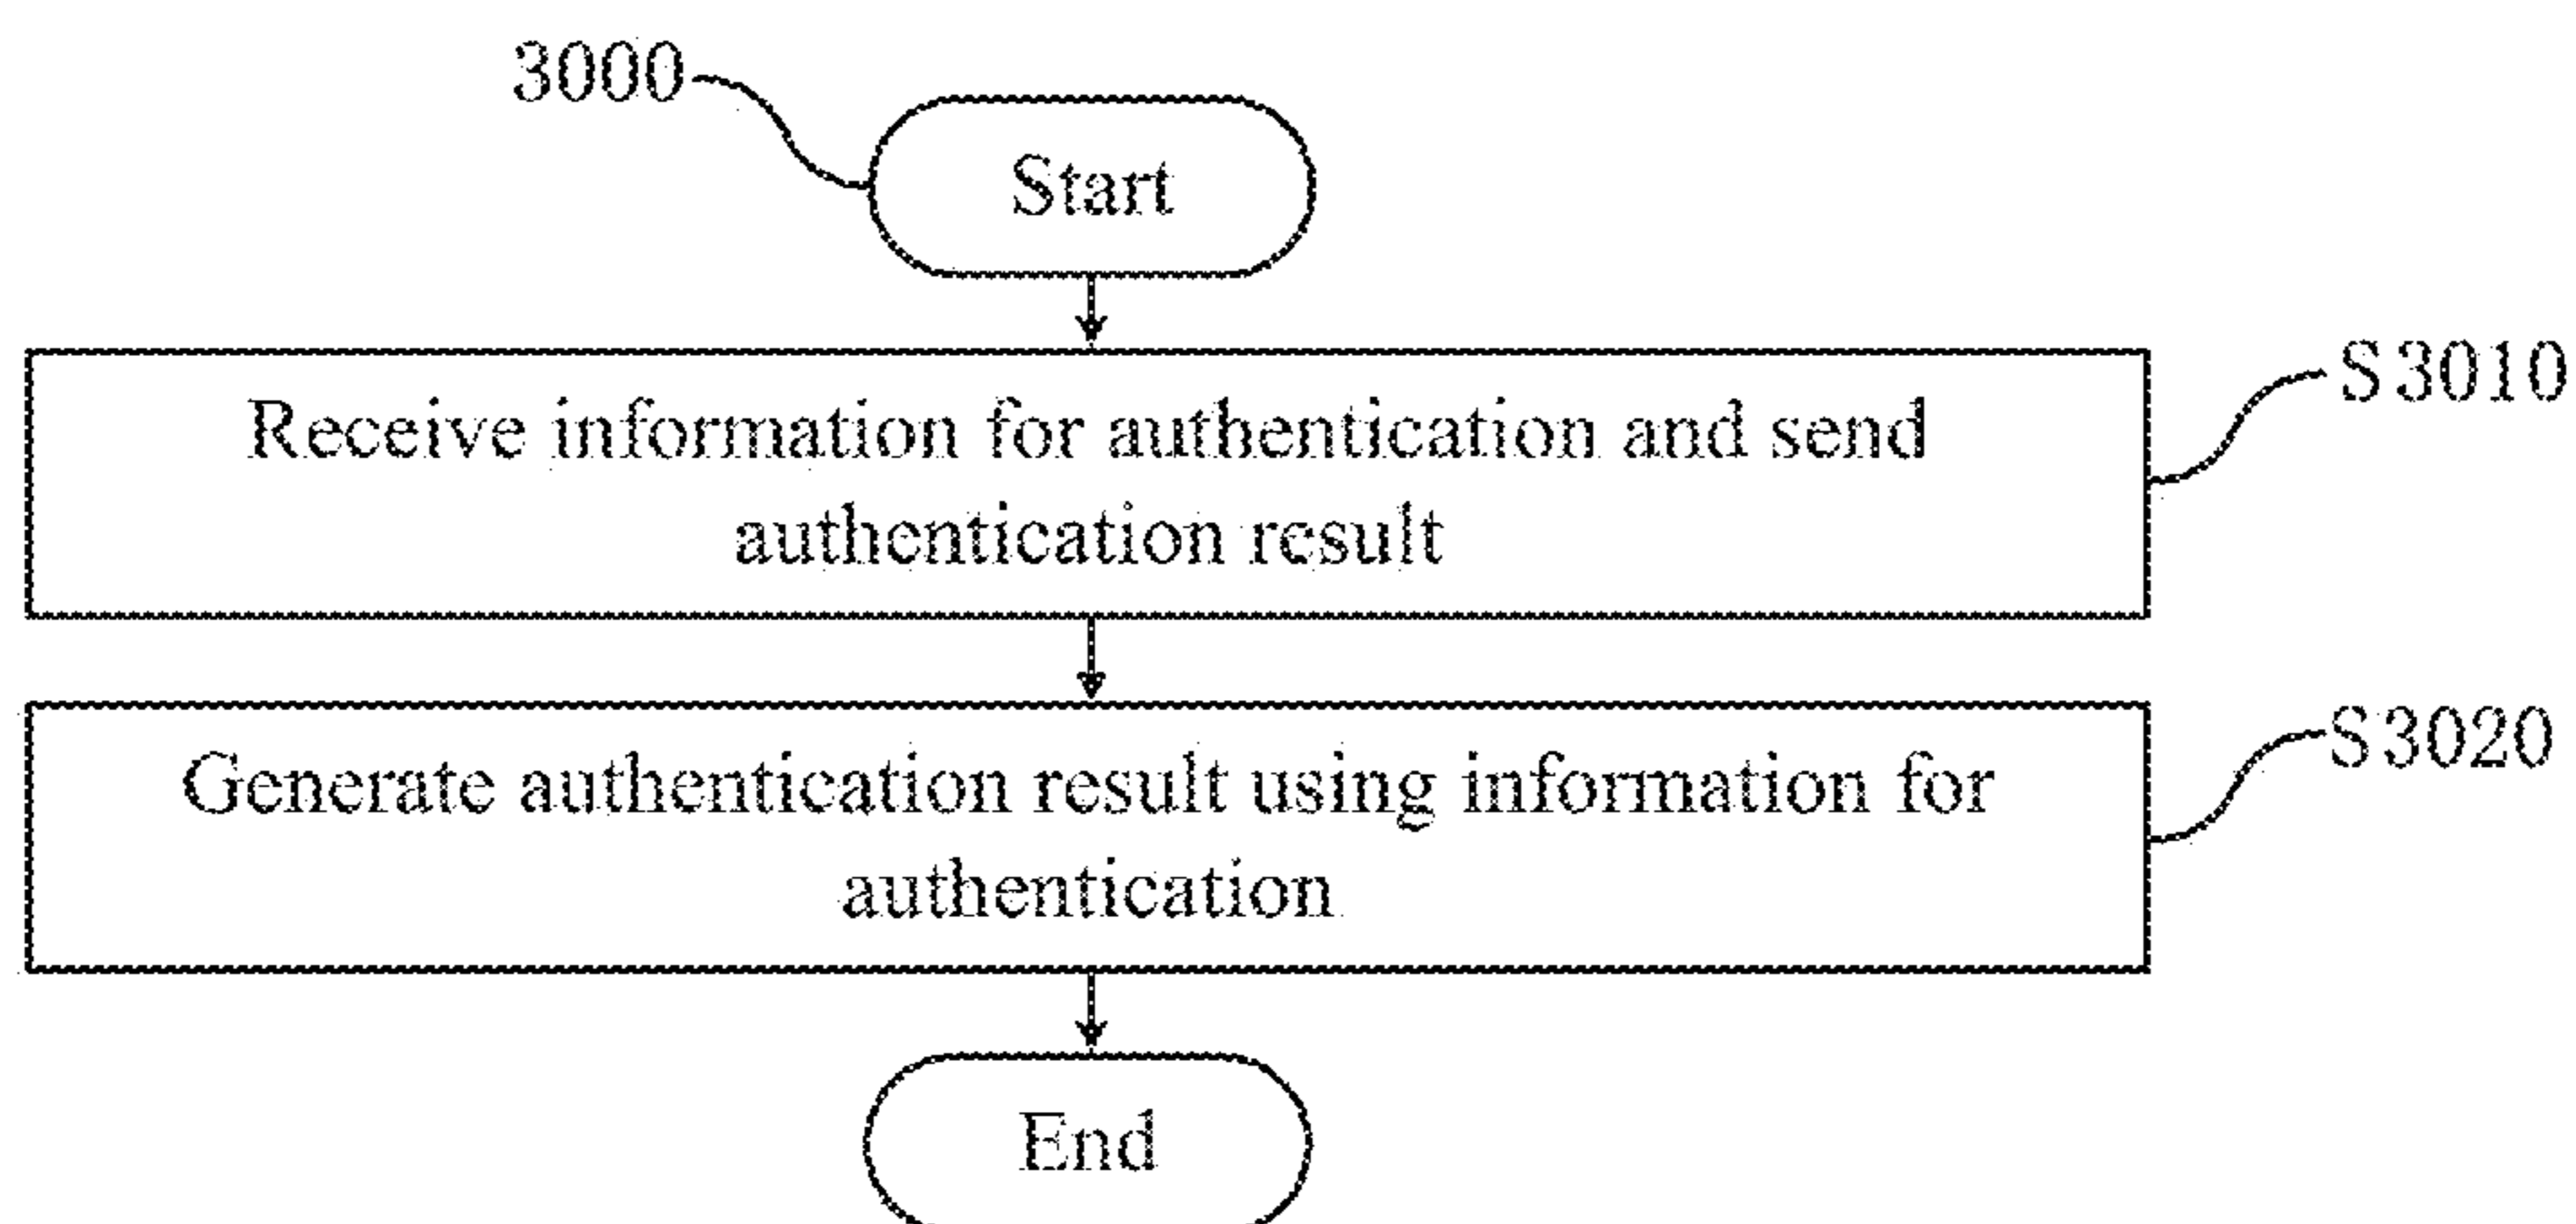 3000
Start
S3010
Receive information for authentication and send
authentication result
S3020
Generate authentication result using information for
authentication
End